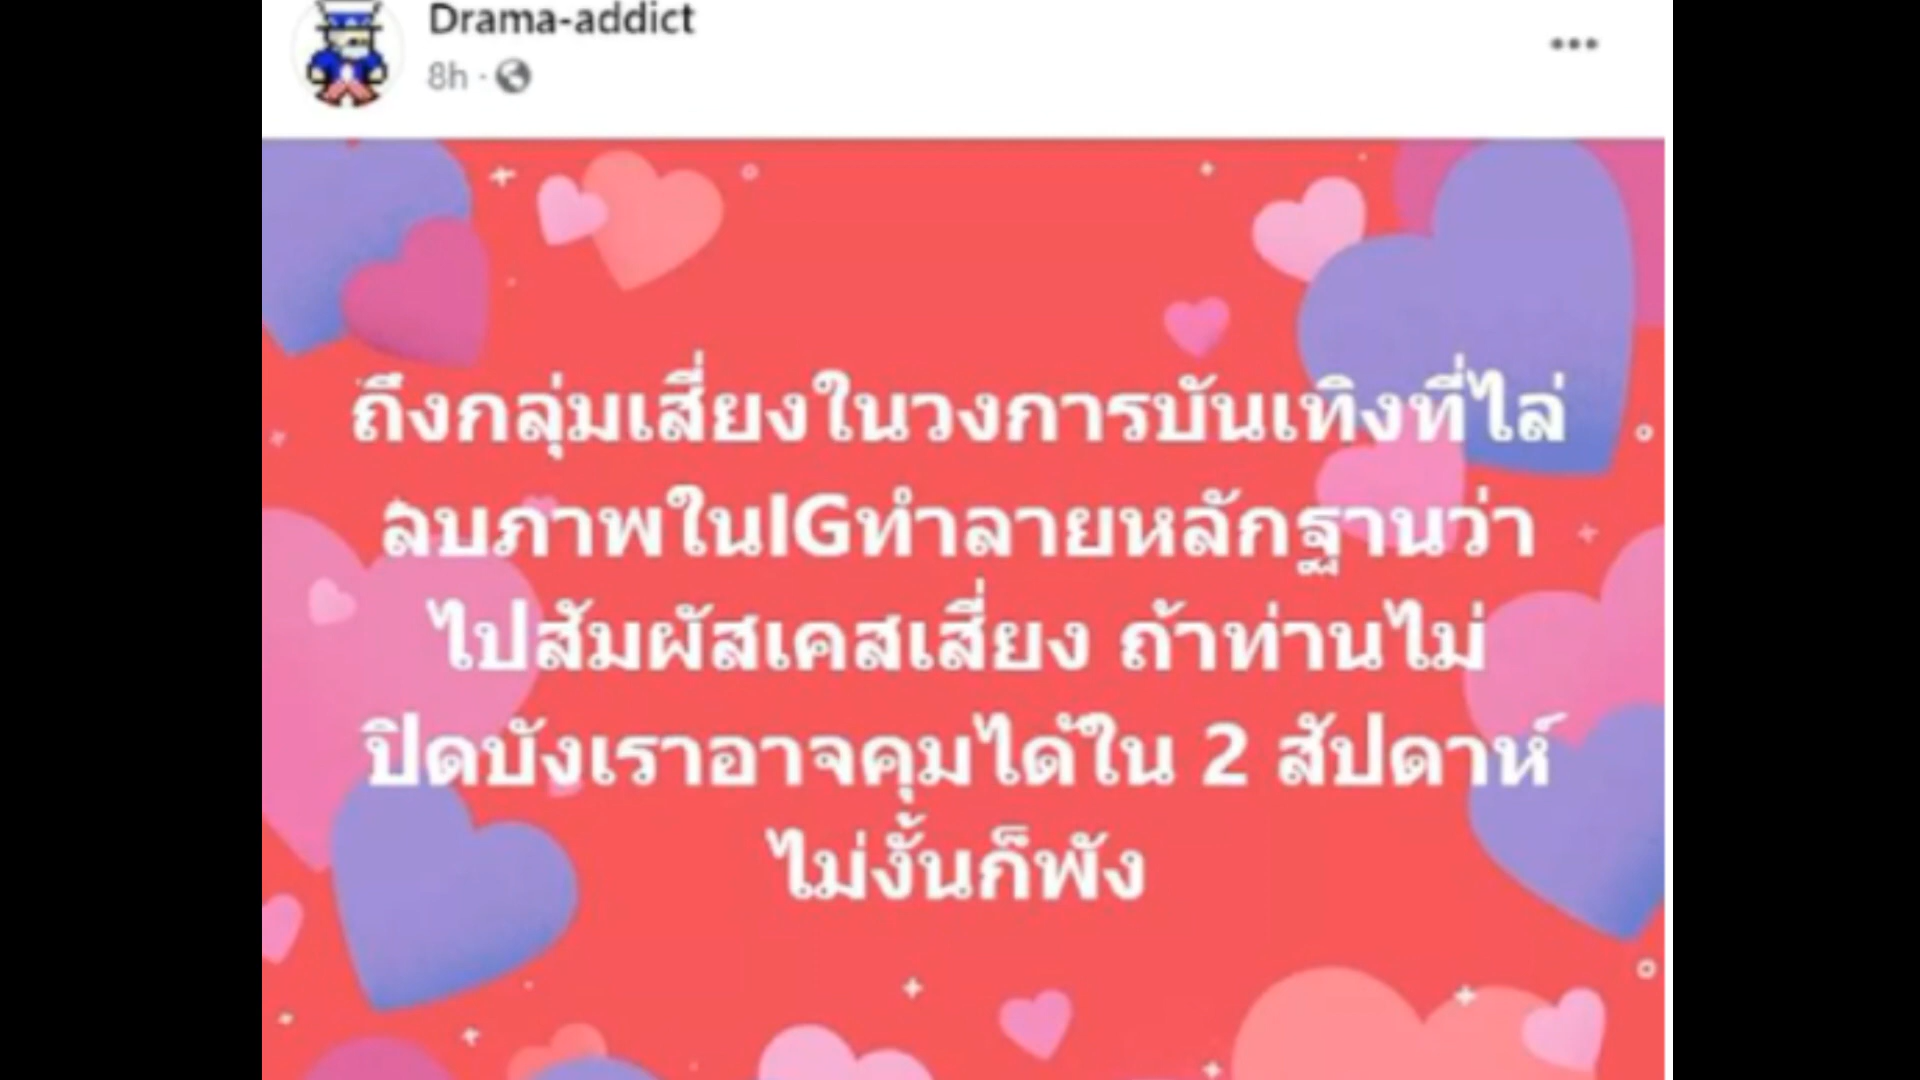 Drama-addict
8h ·
ถึงกลุ่มเสี่ยงในวงการบันเทิงที่ไล่
ลบภาพในIGทำลายหลักฐานว่า
ไปสัมผัสเคสเสี่ยง ถ้าท่านไม่
ปิดบังเราอาจคุมได้ใน 2 สัปดาห์
ไม่งั้นก็พัง